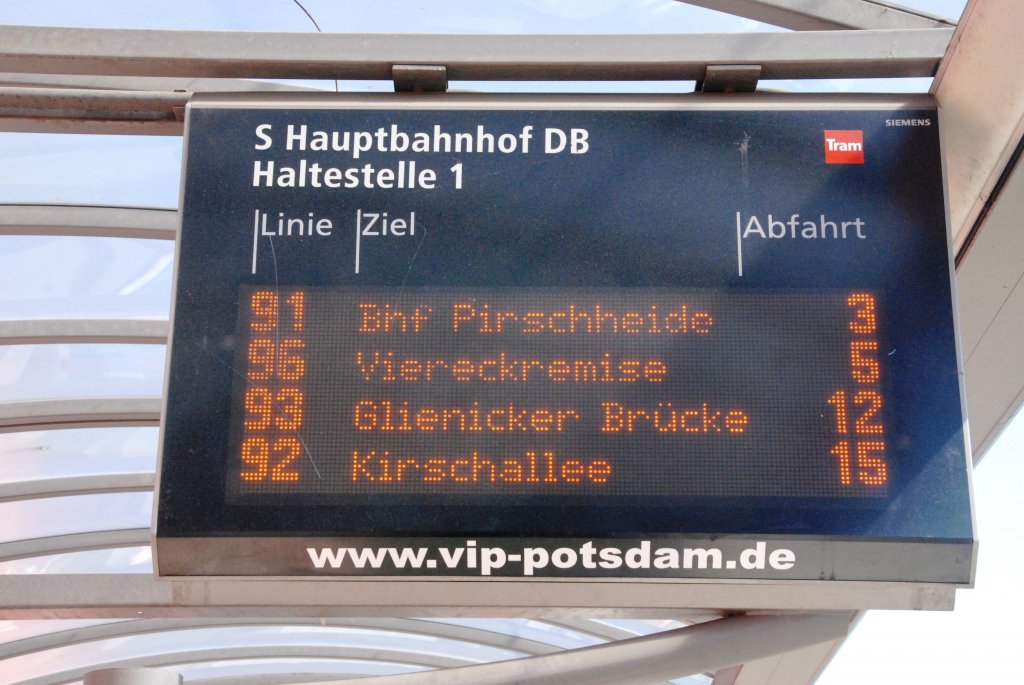 SIEMENS
S Hauptbahnhof DB
Tram
Haltestelle 1
Linie Ziel Abfahrt
91 Bhf Pirschheide 3
96 Viereckremise 5
93 Glienicker Brücke 12
92 Kirschallee 15
www.vip-potsdam.de